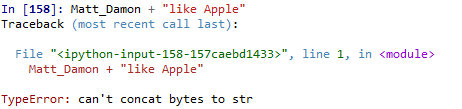 In [158]: Matt_Damon + "like Apple"
Traceback (most recent call last):
File "<ipython-input-158-157caebd1433>", line 1, in <module>
Matt_Damon + "like Apple"
TypeError: can't concat bytes to str